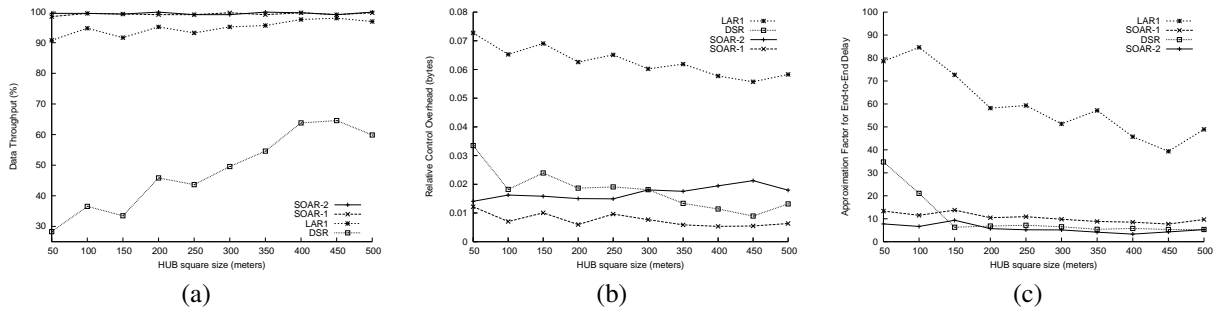 100
90
80
70
60
50
40
30
50 100 150 200 250 300 350 400 450 500
Data Throughput (%)
HUB square size (meters)
SOAR-2
SOAR-1
LAR1
DSR
(a)
0.08
0.07
0.06
0.05
0.04
0.03
0.02
0.01
0
50 100 150 200 250 300 350 400 450 500
Relative Control Overhead (bytes)
HUB square size (meters)
LAR1
DSR
SOAR-2
SOAR-1
(b)
100
90
80
70
60
50
40
30
20
10
0
50 100 150 200 250 300 350 400 450 500
Approximation Factor for End-to-End Delay
HUB square size (meters)
LAR1
SOAR-1
DSR
SOAR-2
(c)